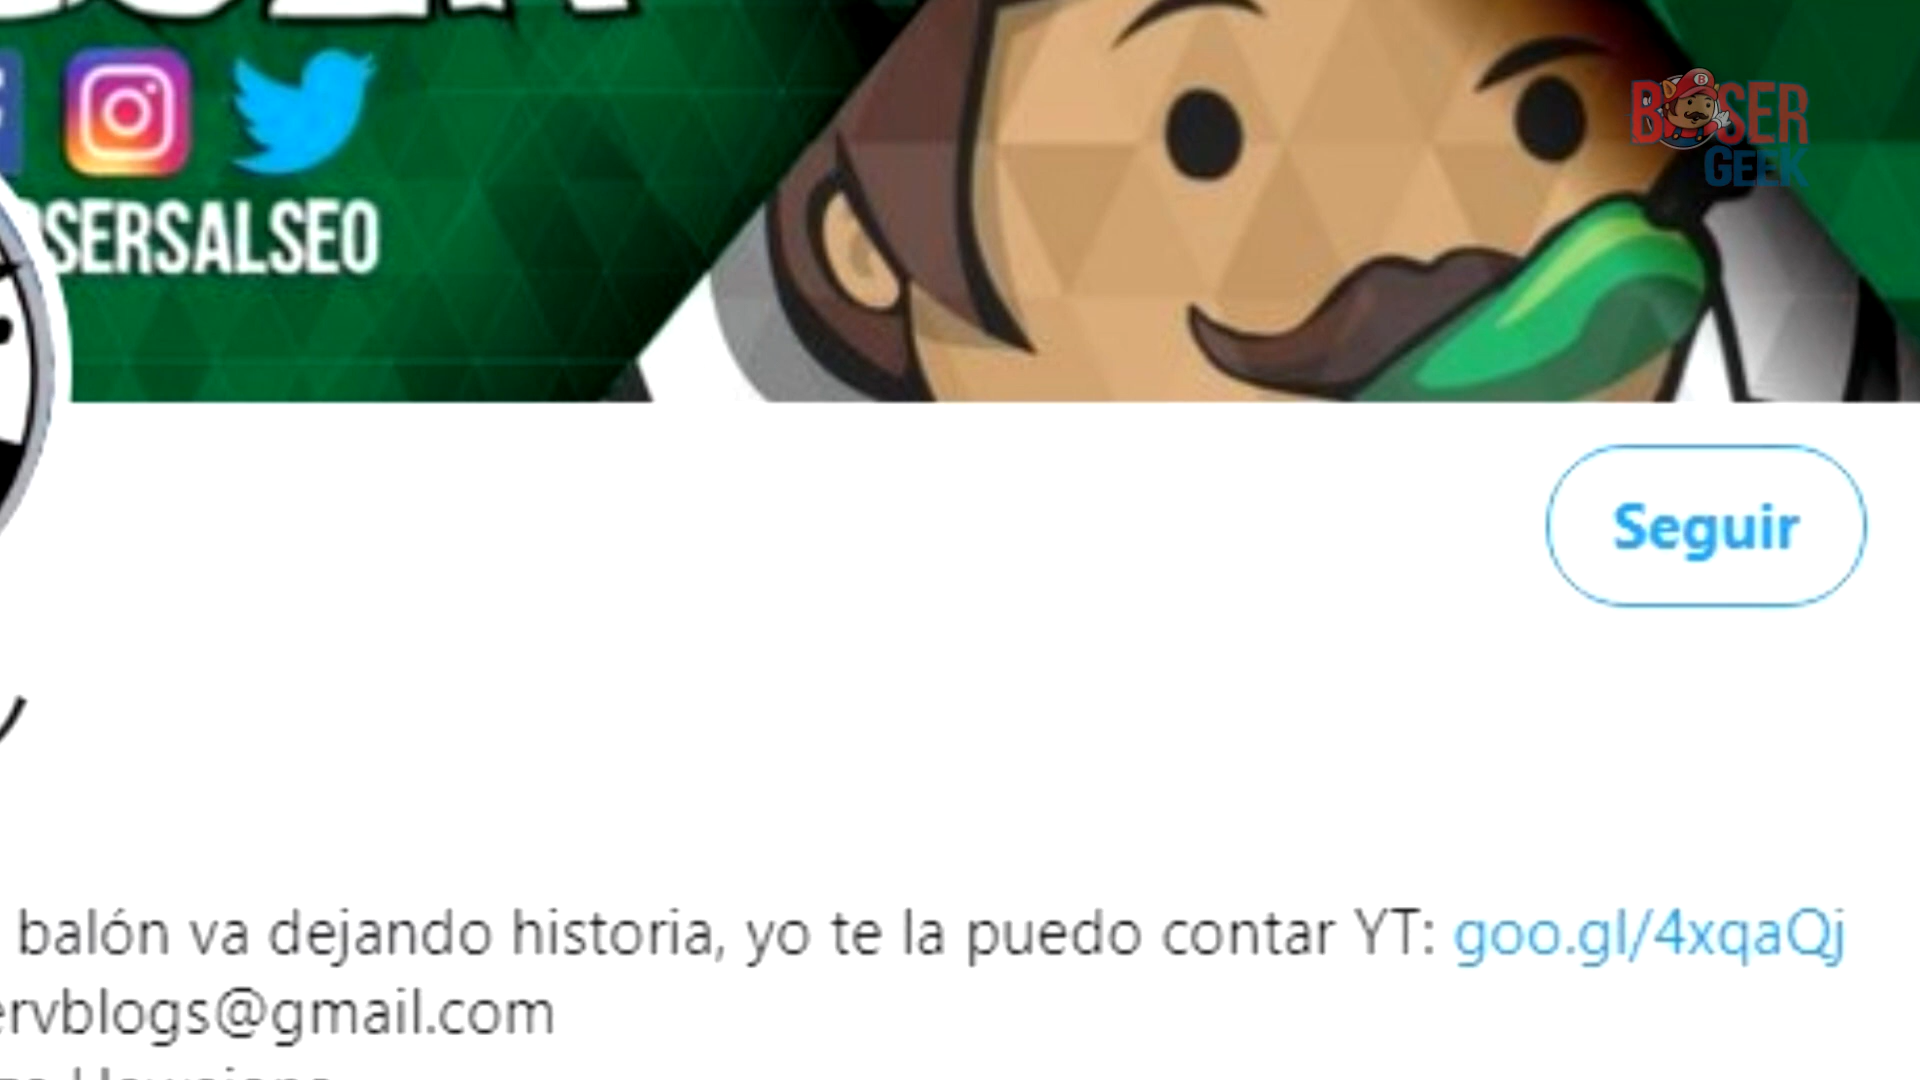 BOSER
GEEK
SERSALSEO
Seguir
balón va dejando historia, yo te la puedo contar YT: goo.gl/4xqaQj
ervblogs@gmail.com